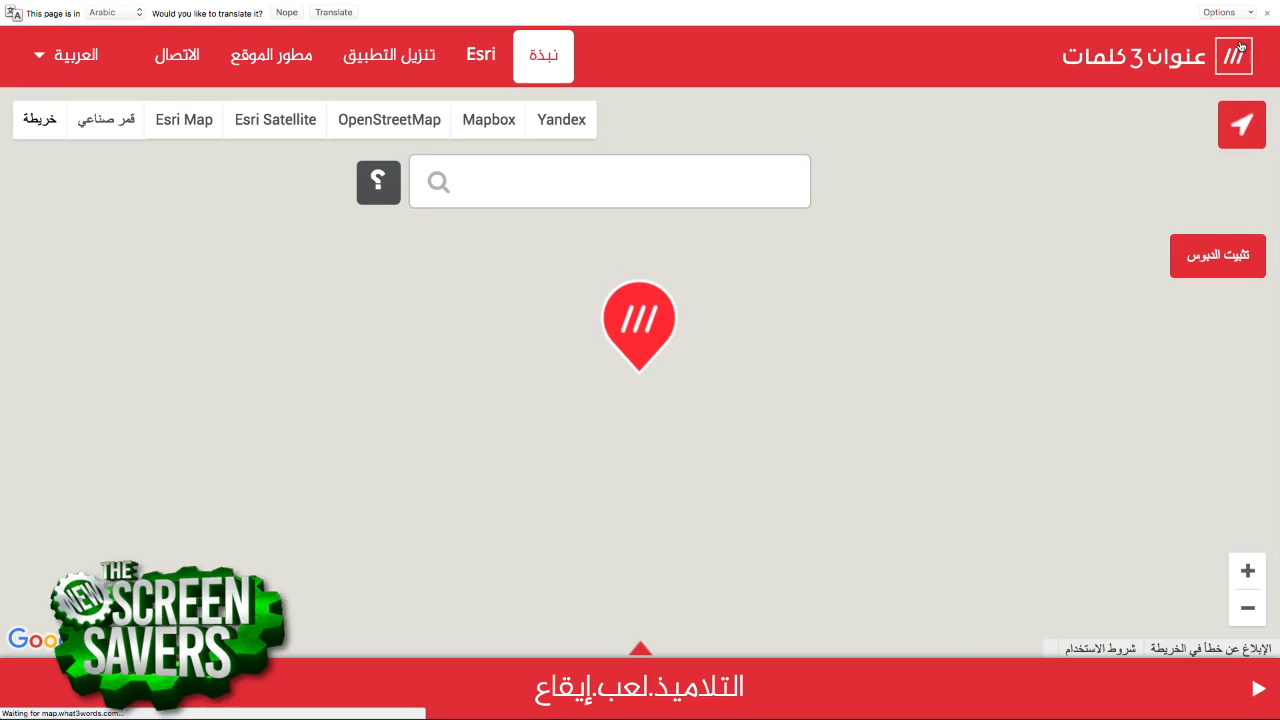 This page is in Arabic Would you like to translate it? Nope Translate Options
عنوان 3 كلمات
نبذة Esri تنزيل التطبيق مطور الموقع الاتصال العربية
خريطة قمر صناعي Esri Map Esri Satellite OpenStreetMap Mapbox Yandex
؟
تثبيت الدبوس
THE
NEW
SCREEN
SAVERS
Goo
شروط الاستخدام الإبلاغ عن خطأ في الخريطة
التلاميذ.لعب.إيقاع
Waiting for map.what3words.com...